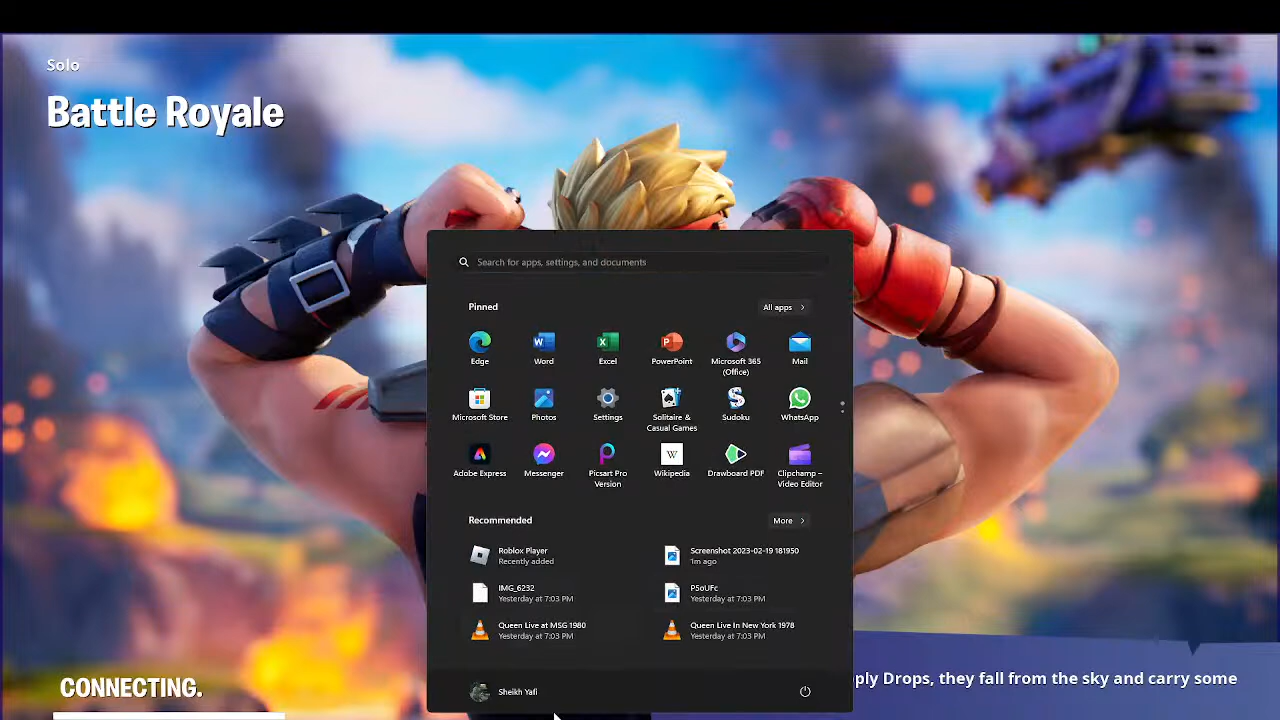 Solo
Battle Royale
Search for apps, settings, and documents
Pinned
All apps
Edge
Word
Excel
PowerPoint
Microsoft 365
(Office)
Mail
Microsoft Store
Photos
Settings
Solitaire &
Casual Games
Sudoku
WhatsApp
Adobe Express
Messenger
Picsart Pro
Version
Wikipedia
Drawboard PDF
Clipchamp –
Video Editor
Recommended
More
Roblox Player
Recently added
Screenshot 2023-02-19 181950
1m ago
IMG_6232
Yesterday at 7:03 PM
PSoUFc
Yesterday at 7:03 PM
Queen Live at MSG 1980
Yesterday at 7:03 PM
Queen Live In New York 1978
Yesterday at 7:03 PM
Sheikh Yafi
CONNECTING.
ply Drops, they fall from the sky and carry some